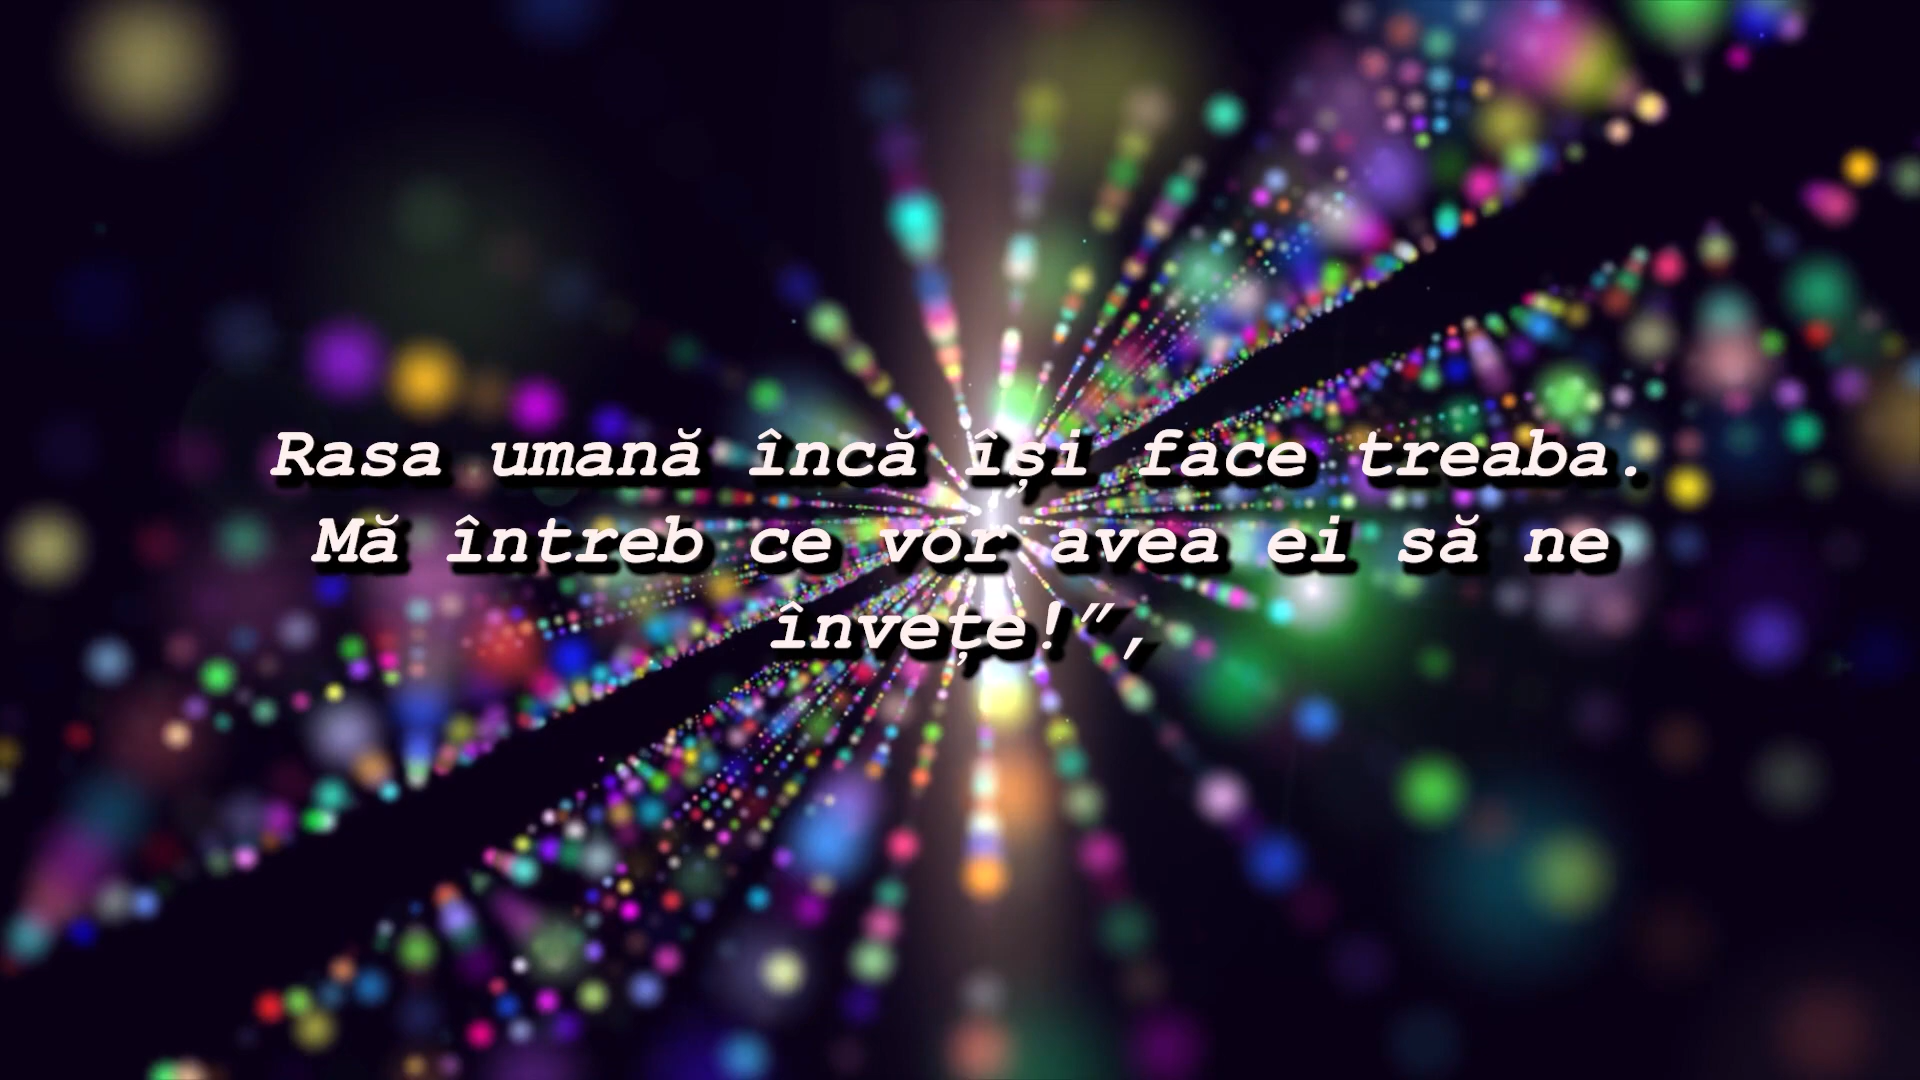 Rasa umană încă își face treaba.
Mă întreb ce vor avea ei să ne
învețe!”,